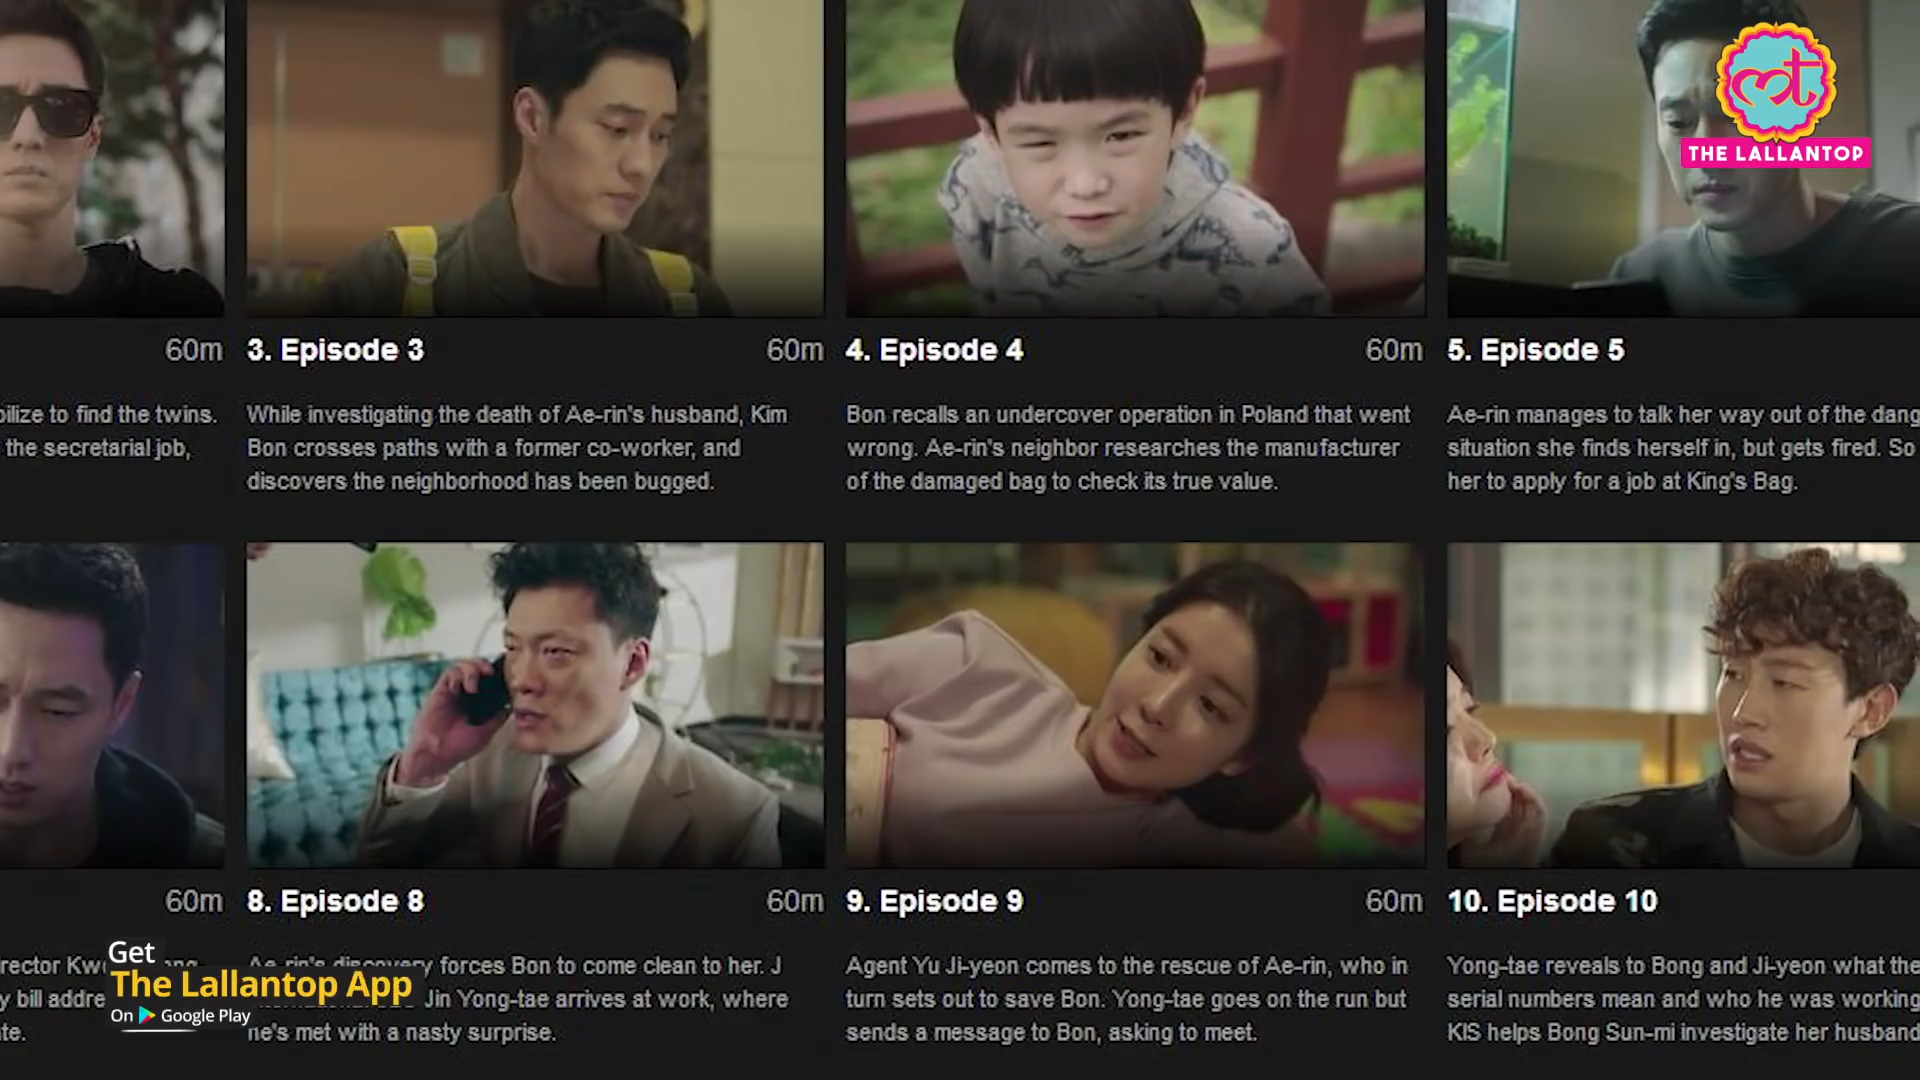 मत
THE LALLANTOP
60m
3. Episode 3
60m
4. Episode 4
60m
5. Episode 5
to find the twins.
the secretarial job,
While investigating the death of Ae-rin's husband, Kim
Bon crosses paths with a former co-worker, and
discovers the neighborhood has been bugged.
Bon recalls an undercover operation in Poland that went
wrong. Ae-rin's neighbor researches the manufacturer
of the damaged bag to check its true value.
Ae-rin manages to talk her way out of the
situation she finds herself in, but gets fired. So
her to apply for a job at King's Bag.
60m
8. Episode 8
60m
9. Episode 9
60m
10. Episode 10
bill
Ae-rin's discovery forces Bon to come clean to her. J
Jin Yong-tae arrives at work, where
he's met with a nasty surprise.
Agent Yu Ji-yeon comes to the rescue of Ae-rin, who in
turn sets out to save Bon. Yong-tae goes on the run but
sends a message to Bon, asking to meet.
Yong-tae reveals to Bong and Ji-yeon what the
serial numbers mean and who he was working
KIS helps Bong Sun-mi investigate her husband
Get
The Lallantop App
On Google Play